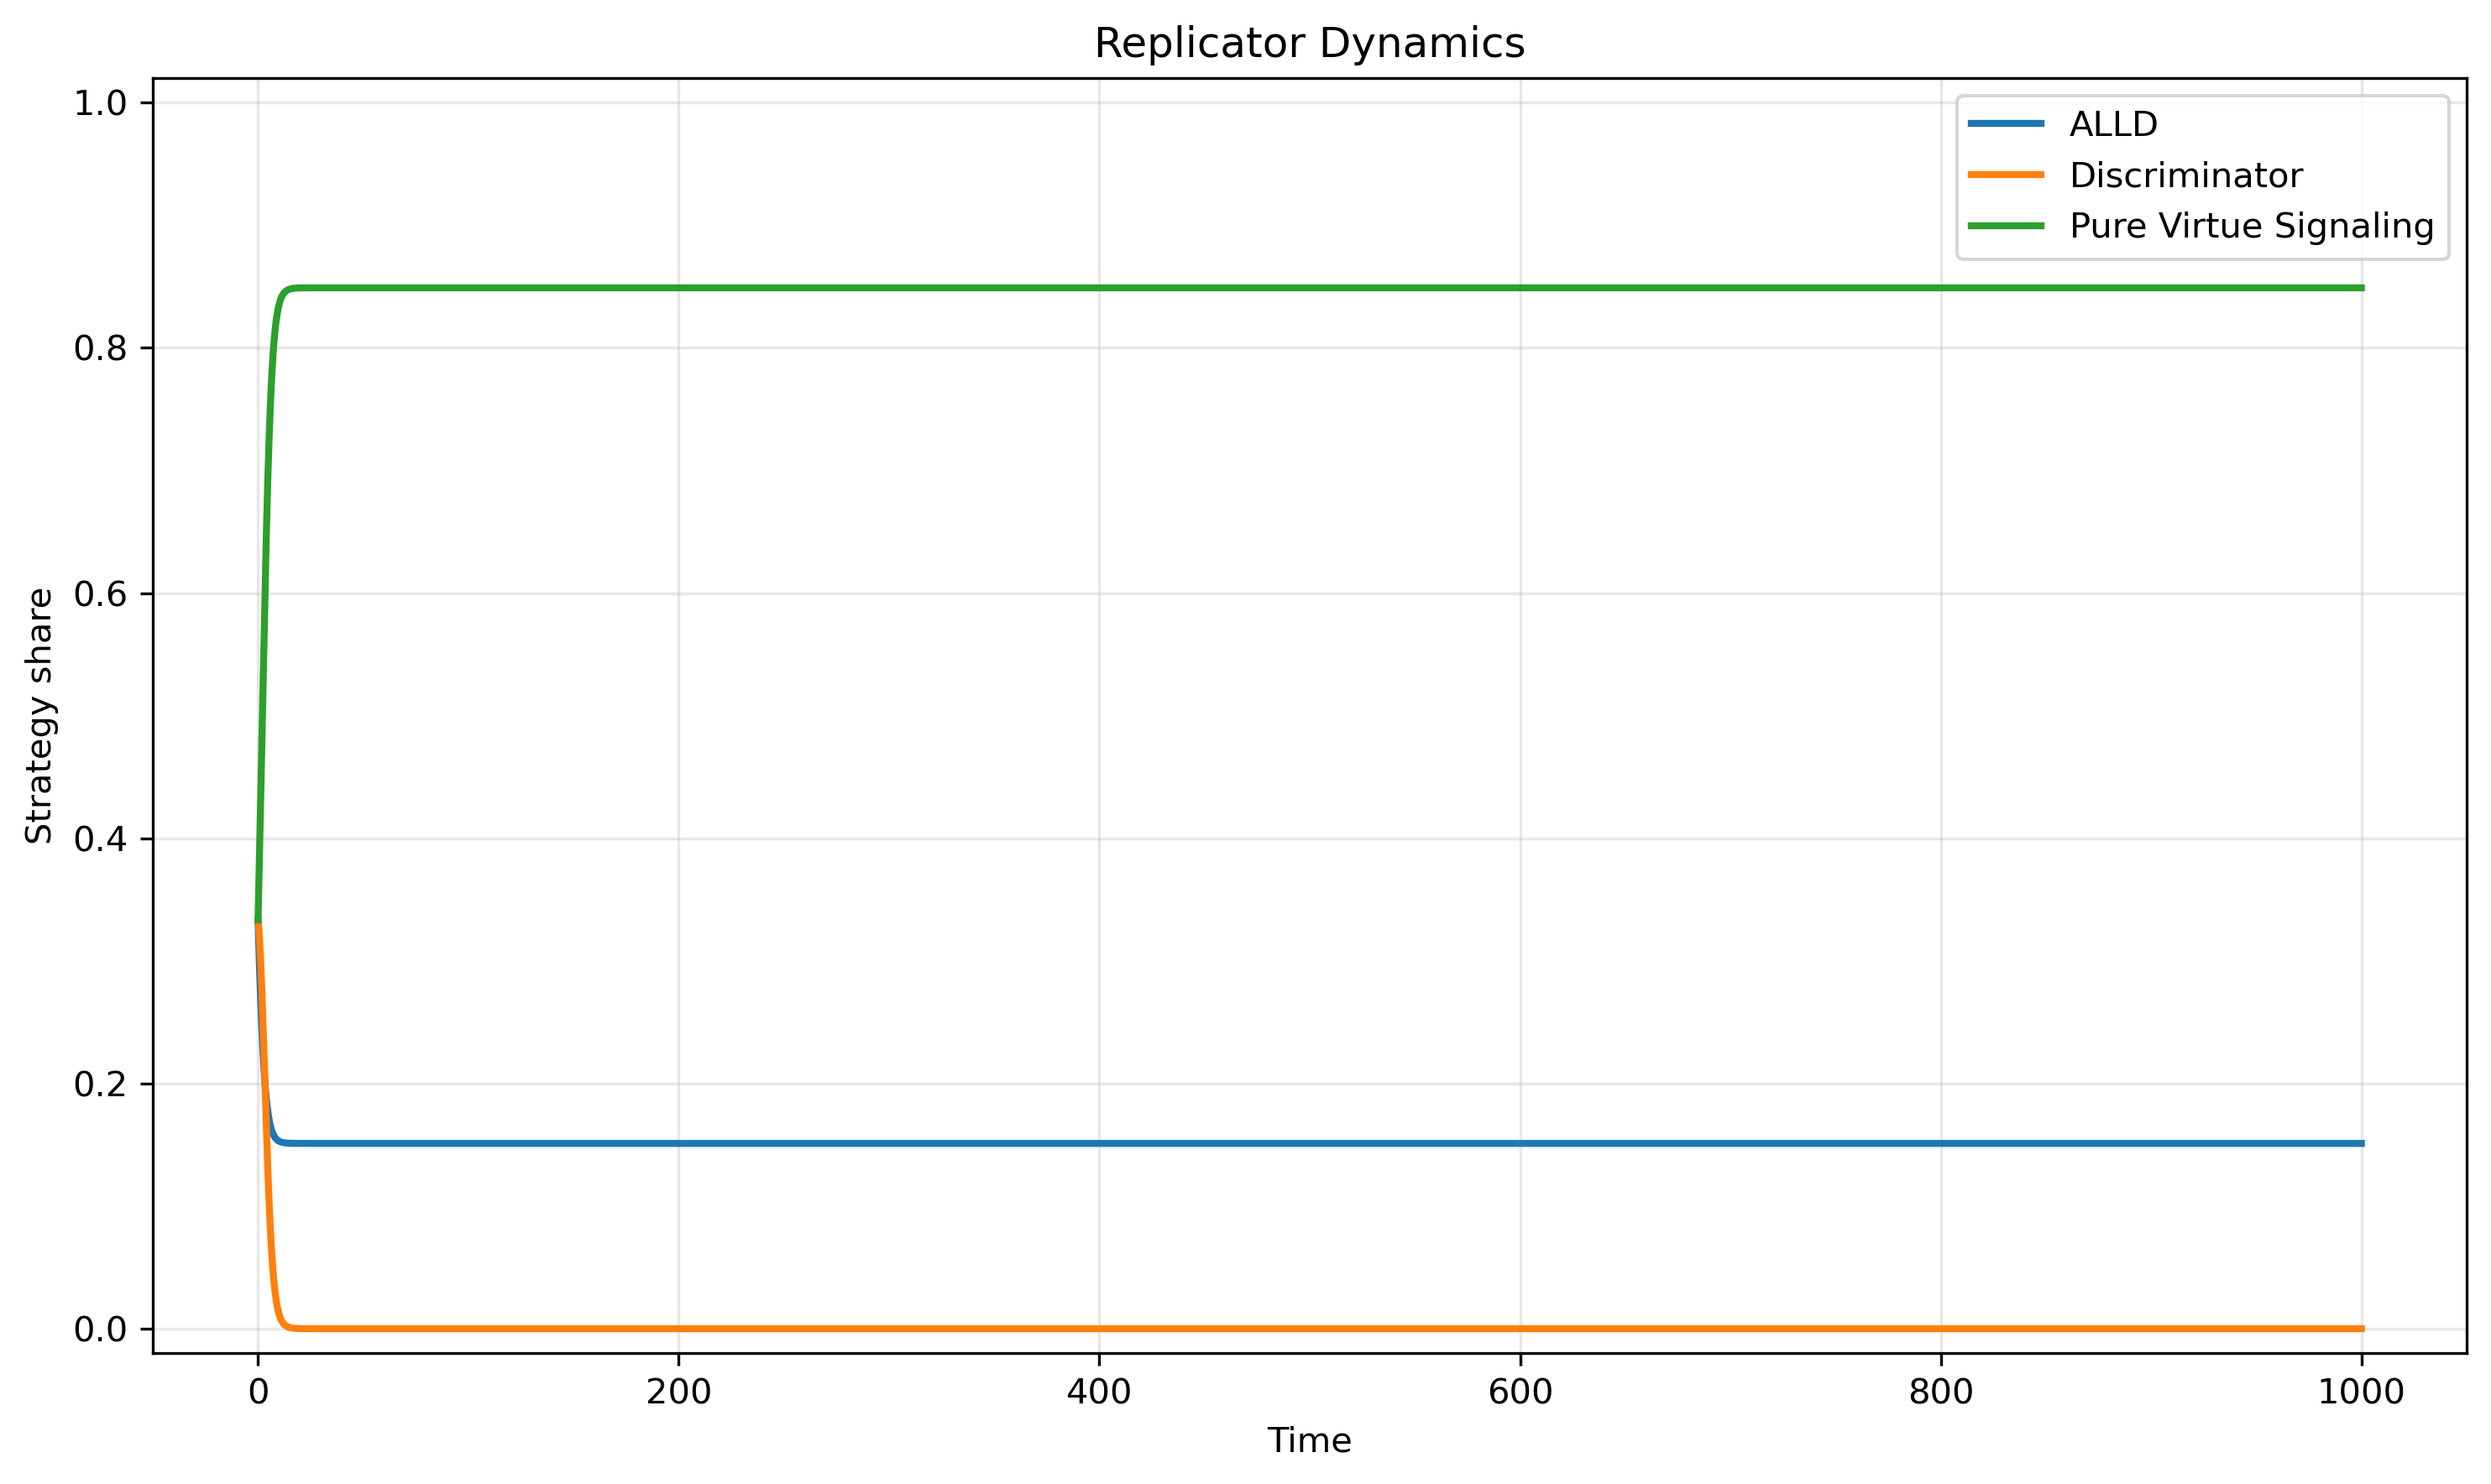 Replicator Dynamics
ALLD
Discriminator
Pure Virtue Signaling
Strategy share
1.0
0.8
0.6
0.4
0.2
0.0
0 200 400 600 800 1000
Time